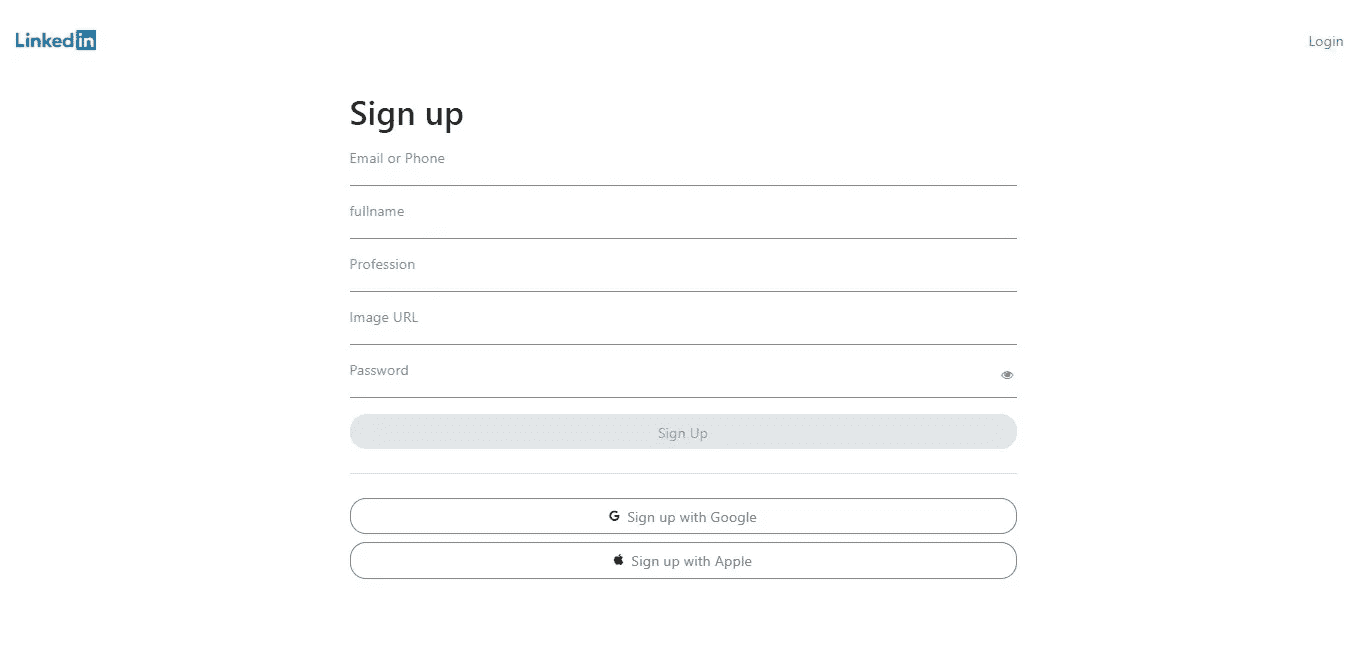 Linkedin
Login
Sign up
Email or Phone
fullname
Profession
Image URL
Password
Sign Up
G Sign up with Google
Sign up with Apple